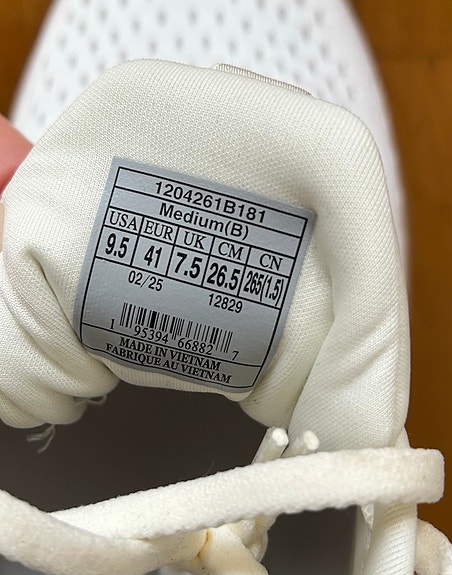 1204261B181
Medium(B)
USA EUR UK CM CN
9.5 41 7.5 26.5 265(1.5)
02/25 12829
1 95394 66882 7
MADE IN VIETNAM
FABRIQUE AU VIETNAM